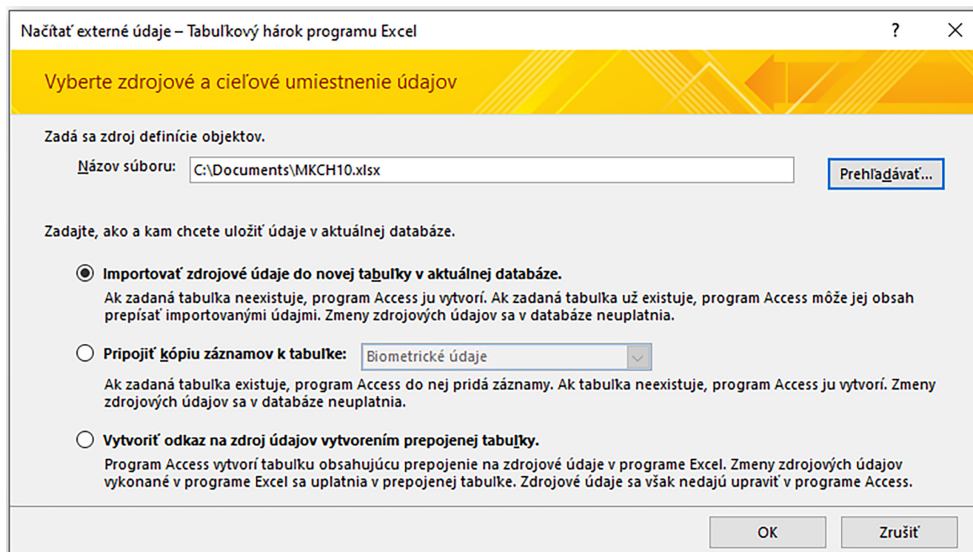 Načítať externé údaje – Tabuľkový hárok programu Excel
?
Vyberte zdrojové a cieľové umiestnenie údajov
Zadá sa zdroj definície objektov.
Názov súboru: C:\Documents\MKCH10.xlsx Prehľadávať...
Zadajte, ako a kam chcete uložiť údaje v aktuálnej databáze.
Importovať zdrojové údaje do novej tabuľky v aktuálnej databáze.
Ak zadaná tabuľka neexistuje, program Access ju vytvorí. Ak zadaná tabuľka už existuje, program Access môže jej obsah
prepísať importovanými údajmi. Zmeny zdrojových údajov sa v databáze neuplatnia.
Pripojiť kópiu záznamov k tabuľke: Biometrické údaje
Ak zadaná tabuľka existuje, program Access do nej pridá záznamy. Ak tabuľka neexistuje, program Access ju vytvorí. Zmeny
zdrojových údajov sa v databáze neuplatnia.
Vytvoriť odkaz na zdroj údajov vytvorením prepojenej tabuľky.
Program Access vytvorí tabuľku obsahujúcu prepojenie na zdrojové údaje v programe Excel. Zmeny zdrojových údajov
vykonané v programe Excel sa uplatnia v prepojenej tabuľke. Zdrojové údaje sa však nedajú upraviť v programe Access.
OK Zrušiť